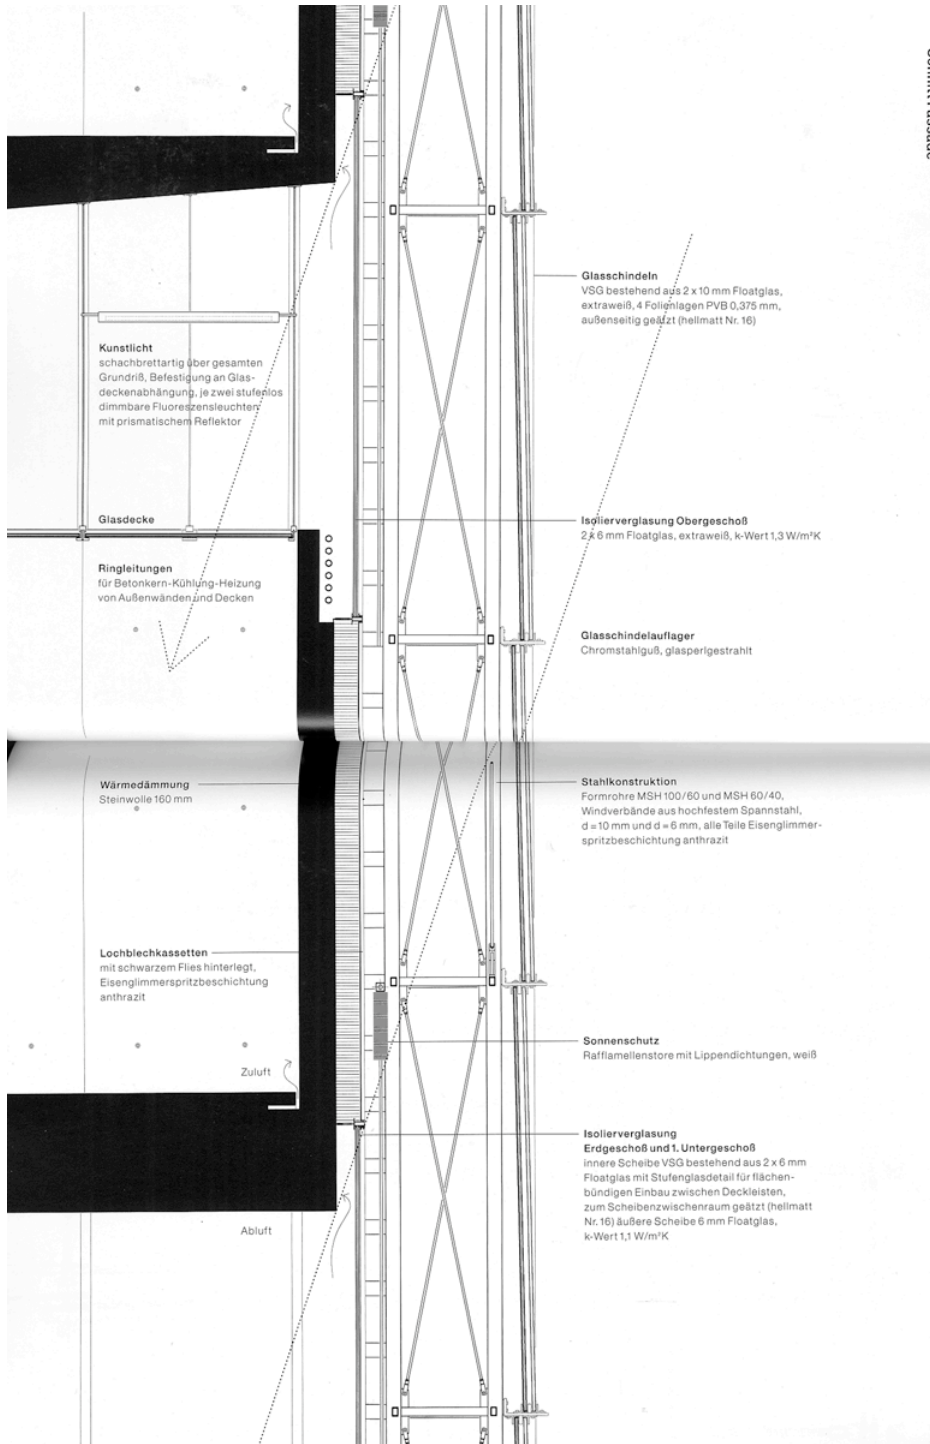 Glasschindeln
VSG bestehend aus 2 x 10 mm Floatglas,
extraweiß, 4 Folienlagen PVB 0,375 mm,
außenseitig geätzt (hellmatt Nr. 16)
Kunstlicht
schachbrettartig über gesamten
Grundriß, Befestigung an Glas-
deckenabhängung, je zwei stufenlos
dimmbare Fluoreszensleuchten
mit prismatischem Reflektor
Glasdecke
Isolierverglasung Obergeschoß
2 x 6 mm Floatglas, extraweiß, k-Wert 1,3 W/m²K
Ringleitungen
für Betonkern-Kühlung-Heizung
von Außenwänden und Decken
Glasschindelauflager
Chromstahlguß, glasperlgestrahlt
Wärmedämmung
Steinwolle 160 mm
Stahlkonstruktion
Formrohre MSH 100/60 und MSH 60/40,
Windverbände aus hochfestem Spannstahl,
d = 10 mm und d = 6 mm, alle Teile Eisenglimmer-
spritzbeschichtung anthrazit
Lochblechkassetten
mit schwarzem Flies hinterlegt,
Eisenglimmerspritzbeschichtung
anthrazit
Sonnenschutz
Rafflamellenstore mit Lippendichtungen, weiß
Zuluft
Isolierverglasung
Erdgeschoß und 1. Untergeschoß
innere Scheibe VSG bestehend aus 2 x 6 mm
Floatglas mit Stufenglasdetail für flächen-
bündigen Einbau zwischen Deckleisten,
zum Scheibenzwischenraum geätzt (hellmatt
Nr. 16) äußere Scheibe 6 mm Floatglas,
k-Wert 1,1 W/m²K
Abluft